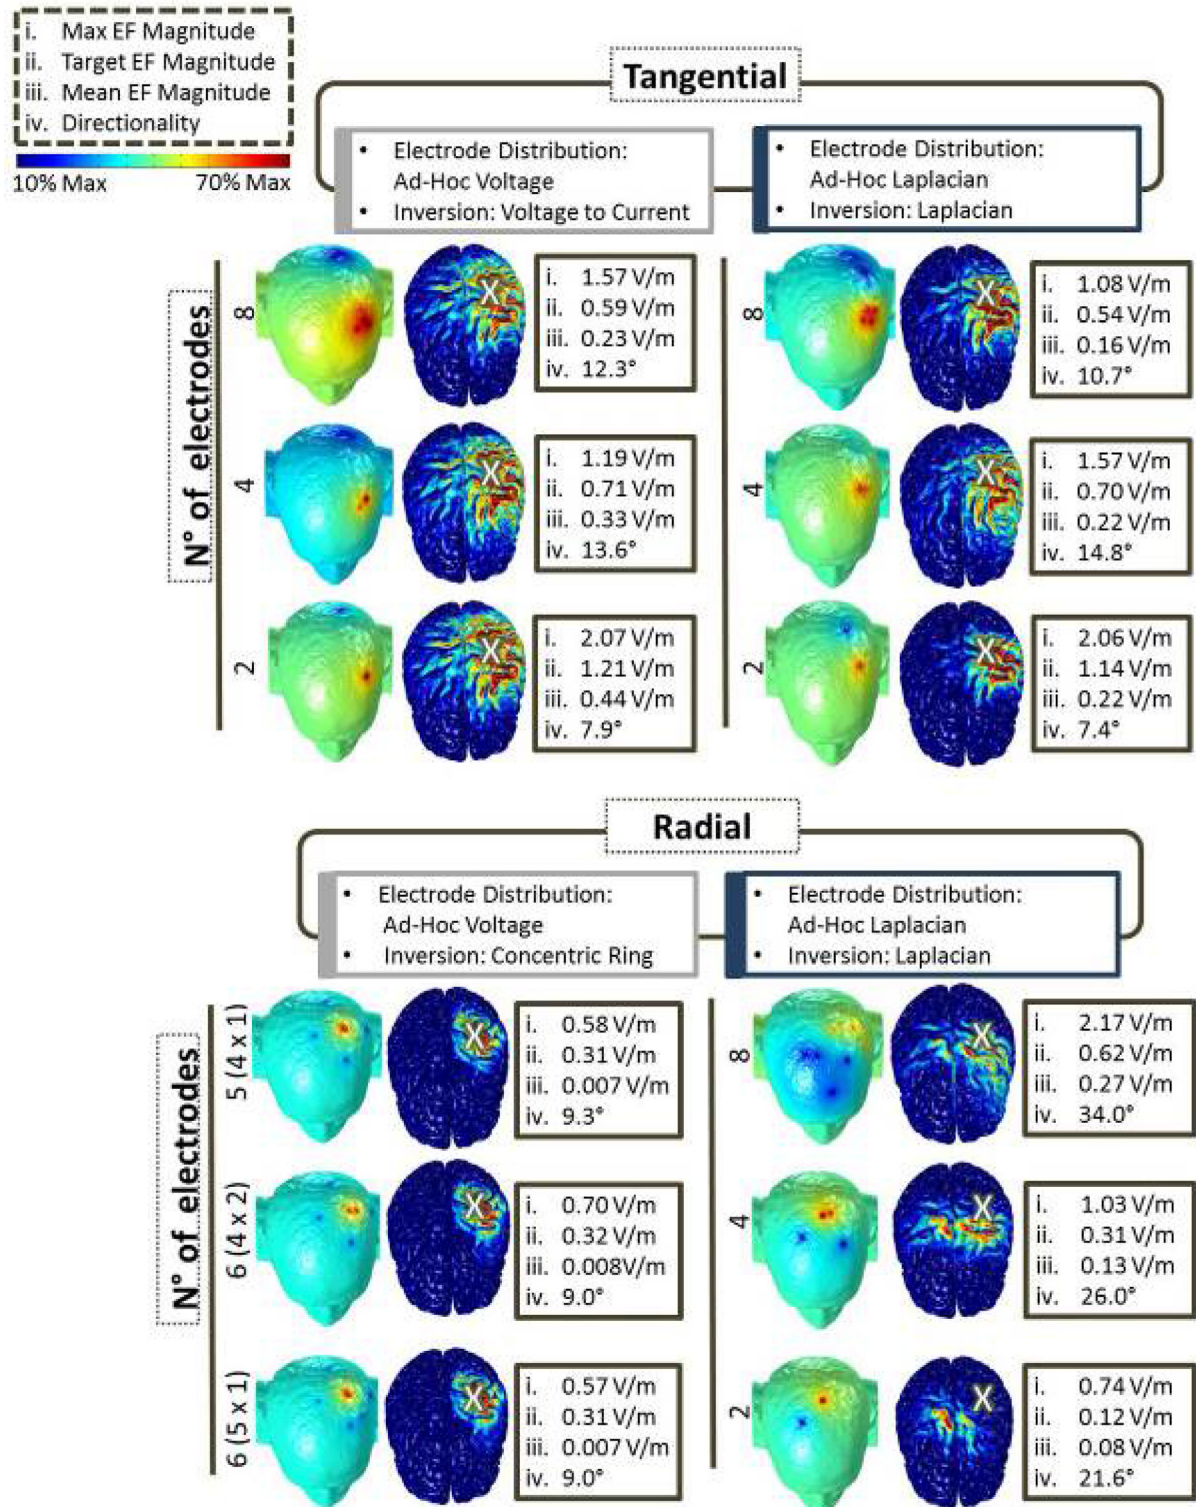 i. Max EF Magnitude
ii. Target EF Magnitude
iii. Mean EF Magnitude
iv. Directionality
10% Max 70% Max
Tangential
• Electrode Distribution:
Ad-Hoc Voltage
• Inversion: Voltage to Current
• Electrode Distribution:
Ad-Hoc Laplacian
• Inversion: Laplacian
N° of electrodes
8
X
i. 1.57 V/m
ii. 0.59 V/m
iii. 0.23 V/m
iv. 12.3°
8
X
i. 1.08 V/m
ii. 0.54 V/m
iii. 0.16 V/m
iv. 10.7°
4
X
i. 1.19 V/m
ii. 0.71 V/m
iii. 0.33 V/m
iv. 13.6°
4
X
i. 1.57 V/m
ii. 0.70 V/m
iii. 0.22 V/m
iv. 14.8°
2
X
i. 2.07 V/m
ii. 1.21 V/m
iii. 0.44 V/m
iv. 7.9°
2
X
i. 2.06 V/m
ii. 1.14 V/m
iii. 0.22 V/m
iv. 7.4°
Radial
• Electrode Distribution:
Ad-Hoc Voltage
• Inversion: Concentric Ring
• Electrode Distribution:
Ad-Hoc Laplacian
• Inversion: Laplacian
N° of electrodes
5 (4 x 1)
X
i. 0.58 V/m
ii. 0.31 V/m
iii. 0.007 V/m
iv. 9.3°
8
X
i. 2.17 V/m
ii. 0.62 V/m
iii. 0.27 V/m
iv. 34.0°
6 (4 x 2)
X
i. 0.70 V/m
ii. 0.32 V/m
iii. 0.008V/m
iv. 9.0°
4
X
i. 1.03 V/m
ii. 0.31 V/m
iii. 0.13 V/m
iv. 26.0°
6 (5 x 1)
X
i. 0.57 V/m
ii. 0.31 V/m
iii. 0.007 V/m
iv. 9.0°
2
X
i. 0.74 V/m
ii. 0.12 V/m
iii. 0.08 V/m
iv. 21.6°